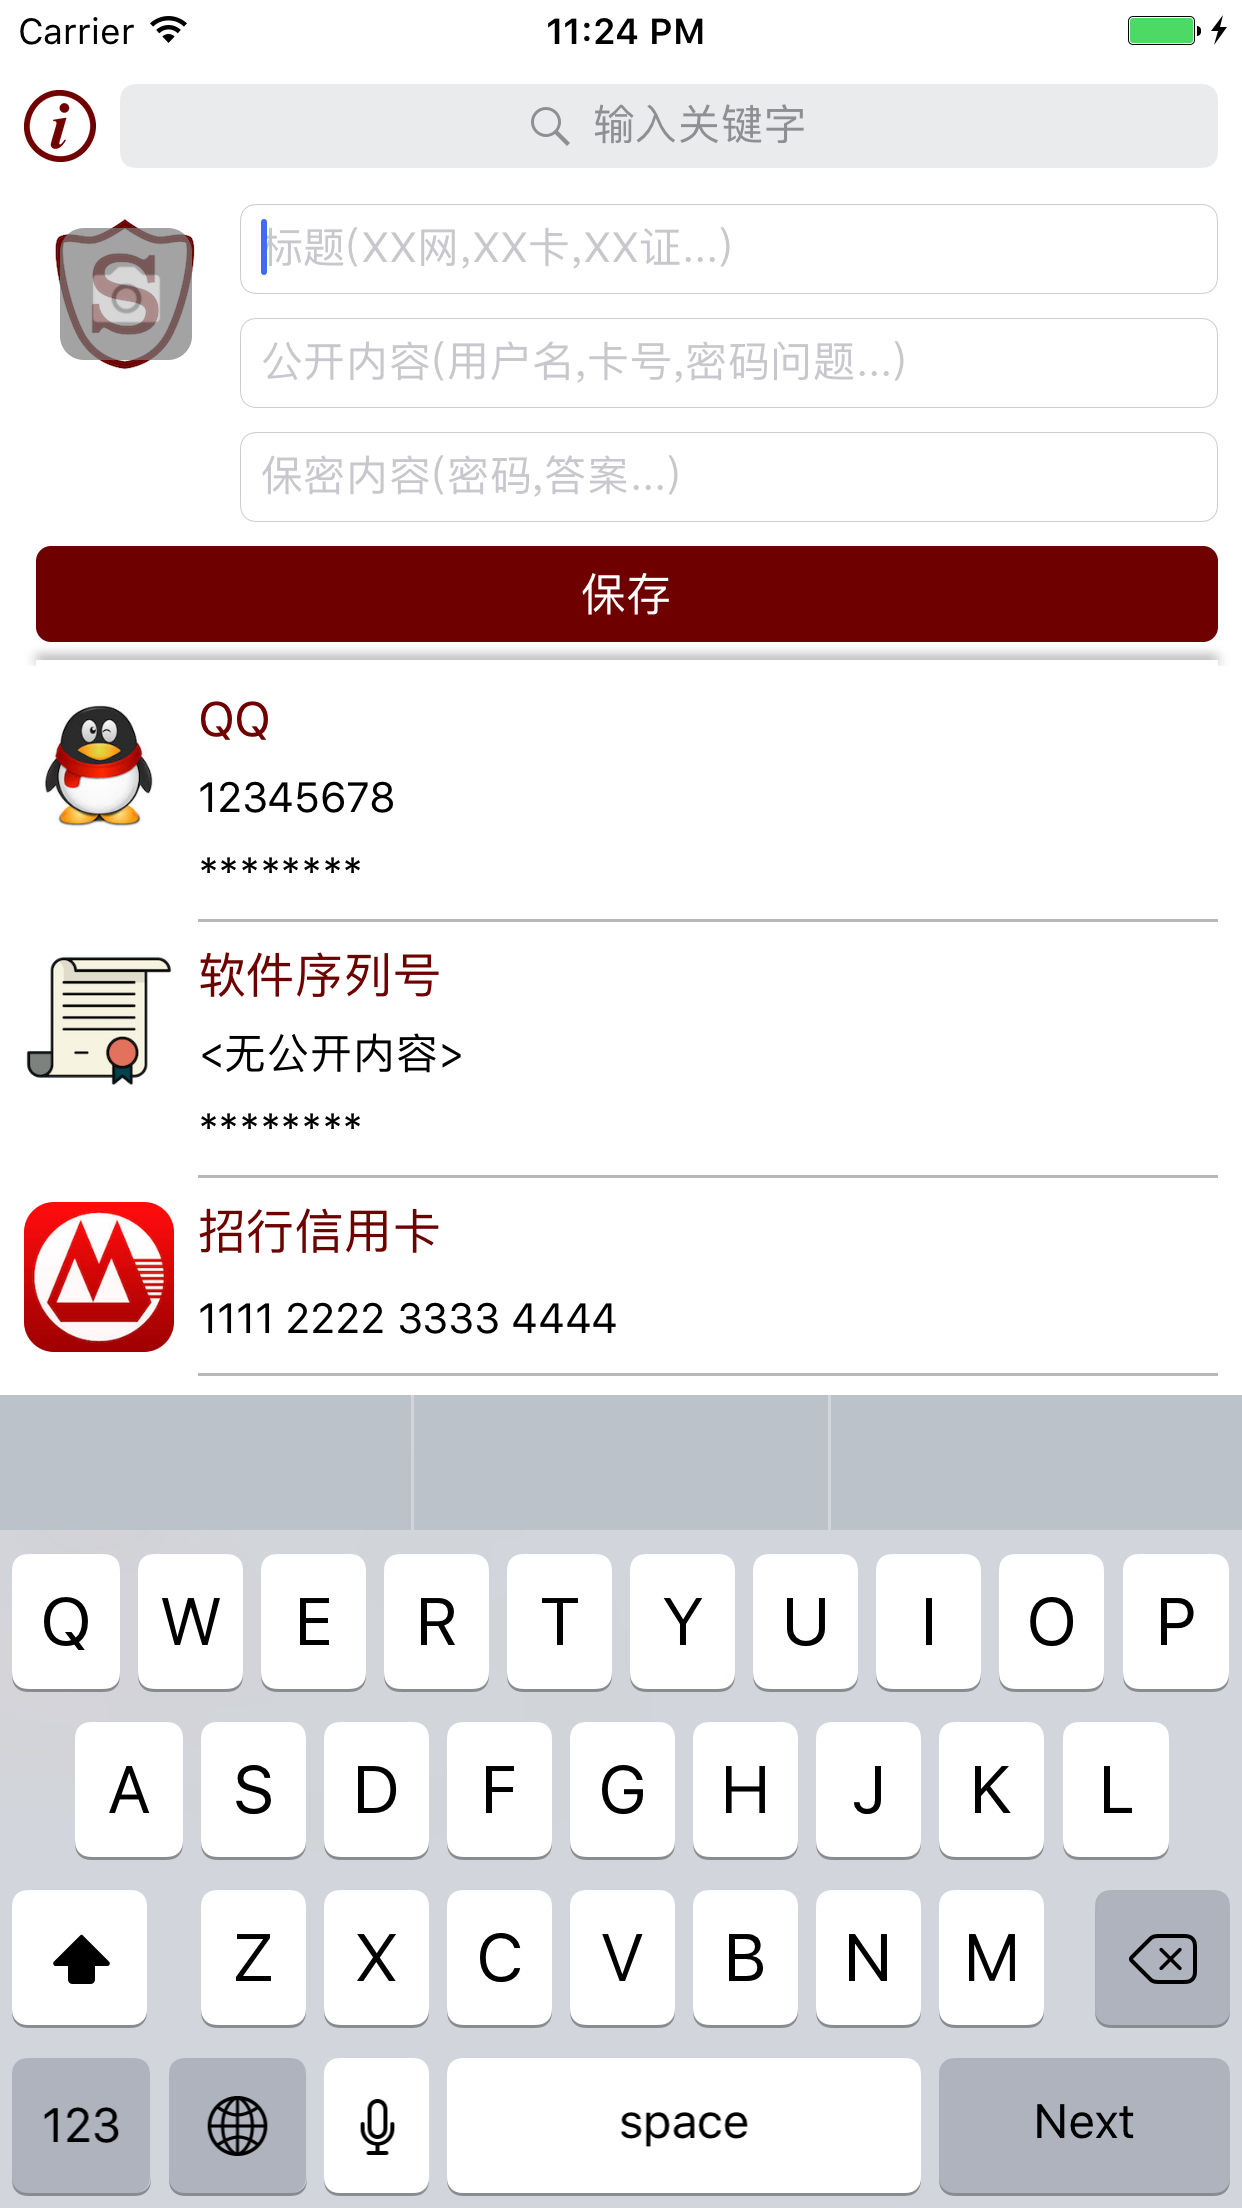 Carrier 11:24 PM
输入关键字
标题(XX网,XX卡,XX证...)
公开内容(用户名,卡号,密码问题...)
保密内容(密码,答案...)
保存
QQ
12345678
********
软件序列号
<无公开内容>
********
招行信用卡
1111 2222 3333 4444
Q W E R T Y U I O P
A S D F G H J K L
Z X C V B N M
123 space Next